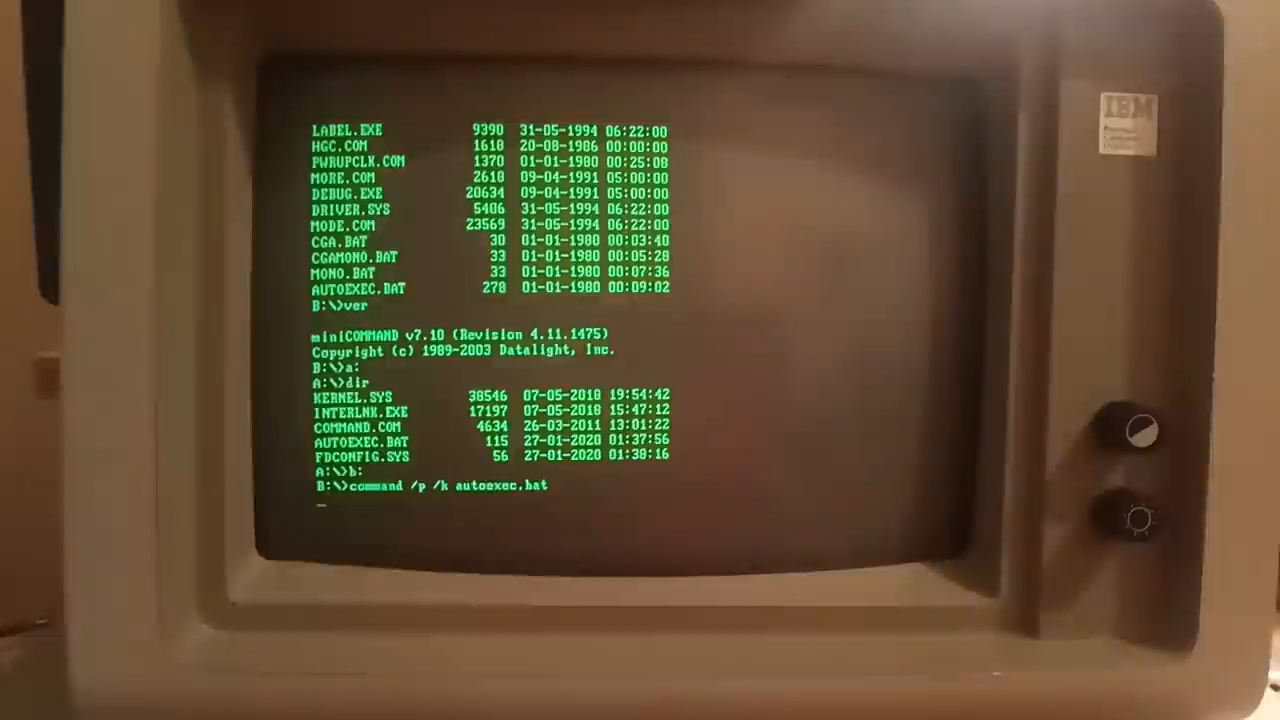 LABEL.EXE 9390 31-05-1994 06:22:00
HGC.COM 1618 20-08-1986 00:00:00
PWRUPCLK.COM 1370 01-01-1980 00:25:08
MORE.COM 2618 09-04-1991 05:00:00
DEBUG.EXE 20634 09-04-1991 05:00:00
DRIVER.SYS 5406 31-05-1994 06:22:00
MODE.COM 23569 31-05-1994 06:22:00
CGA.BAT 30 01-01-1980 00:03:40
CGAMONO.BAT 33 01-01-1980 00:05:28
MONO.BAT 33 01-01-1980 00:07:36
AUTOEXEC.BAT 278 01-01-1980 00:09:02
B:\>ver
miniCOMMAND v7.10 (Revision 4.11.1475)
Copyright (c) 1989-2003 Datalight, Inc.
B:\>a:
A:\>dir
KERNEL.SYS 38546 07-05-2018 19:54:42
INTERLNK.EXE 17197 07-05-2018 15:47:12
COMMAND.COM 4634 26-03-2011 13:01:22
AUTOEXEC.BAT 115 27-01-2020 01:37:56
FDCONFIG.SYS 56 27-01-2020 01:38:16
A:\>b:
B:\>command /p /k autoexec.bat
_
IBM
Personal
Computer